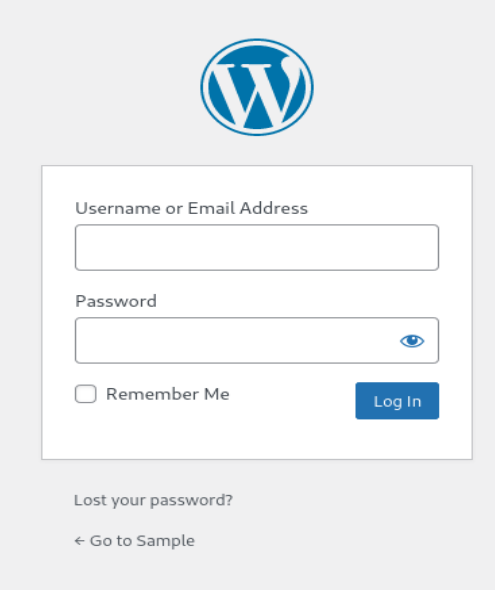 Username or Email Address
Password
Remember Me
Log In
Lost your password?
← Go to Sample